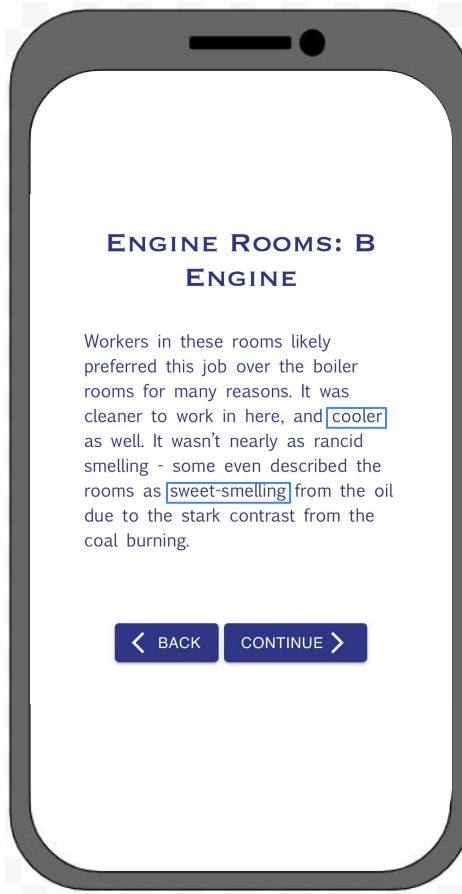 Engine Rooms: B
Engine
Workers in these rooms likely
preferred this job over the boiler
rooms for many reasons. It was
cleaner to work in here, and cooler
as well. It wasn't nearly as rancid
smelling - some even described the
rooms as sweet-smelling from the oil
due to the stark contrast from the
coal burning.
BACK CONTINUE